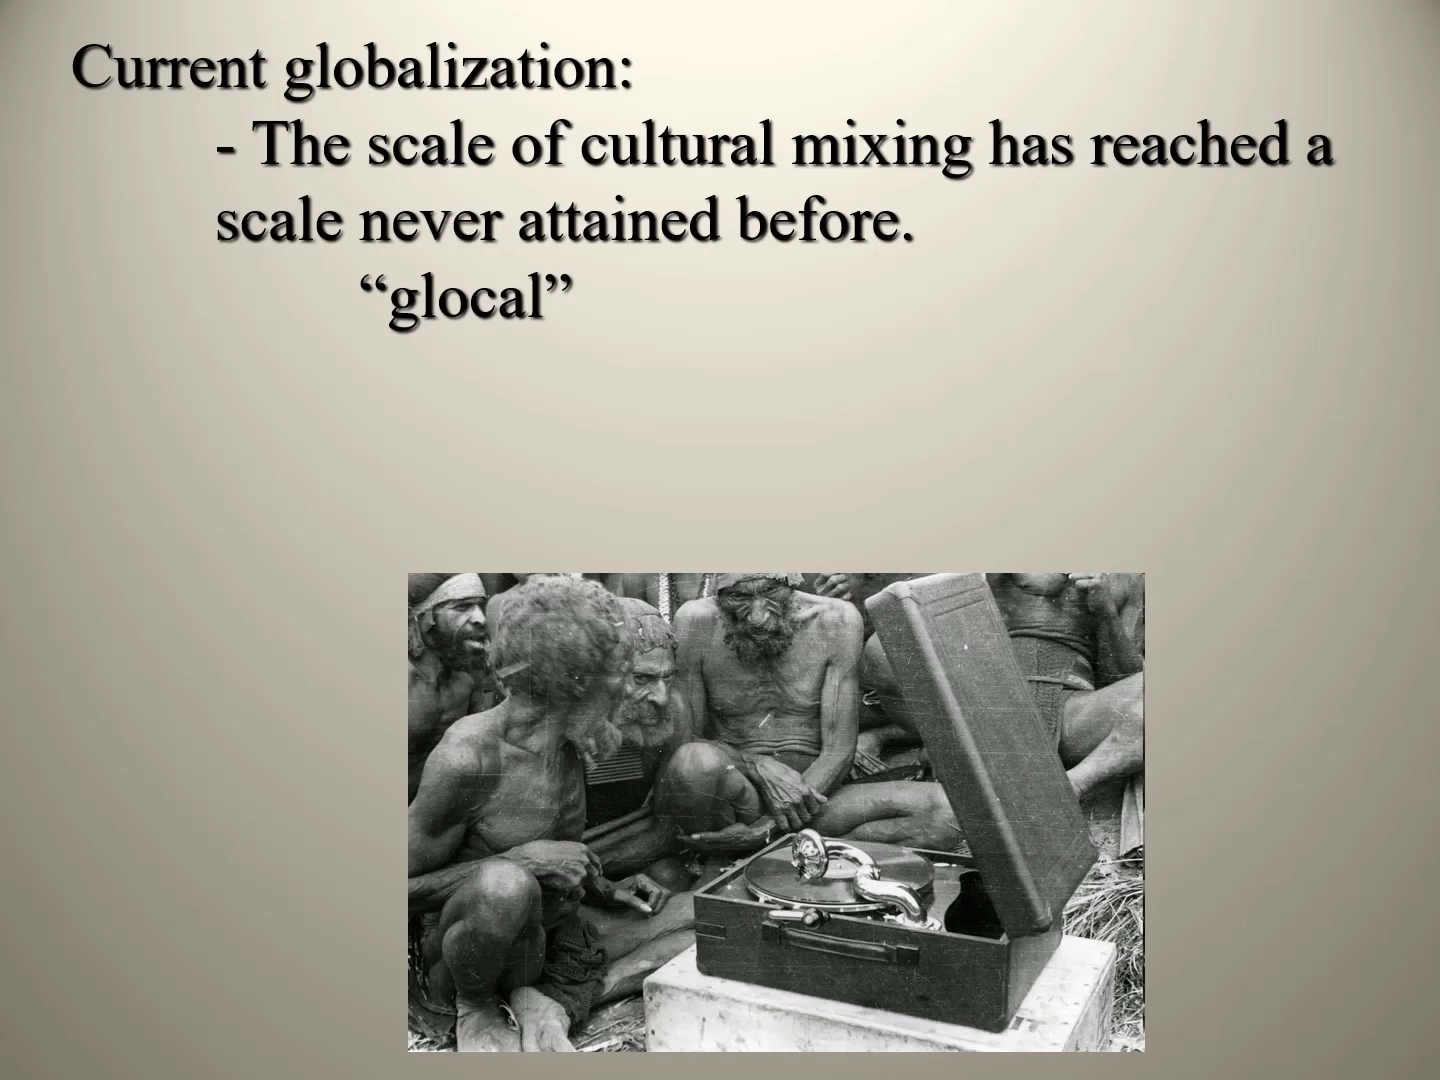 Current globalization:
- The scale of cultural mixing has reached a
scale never attained before.
“glocal”